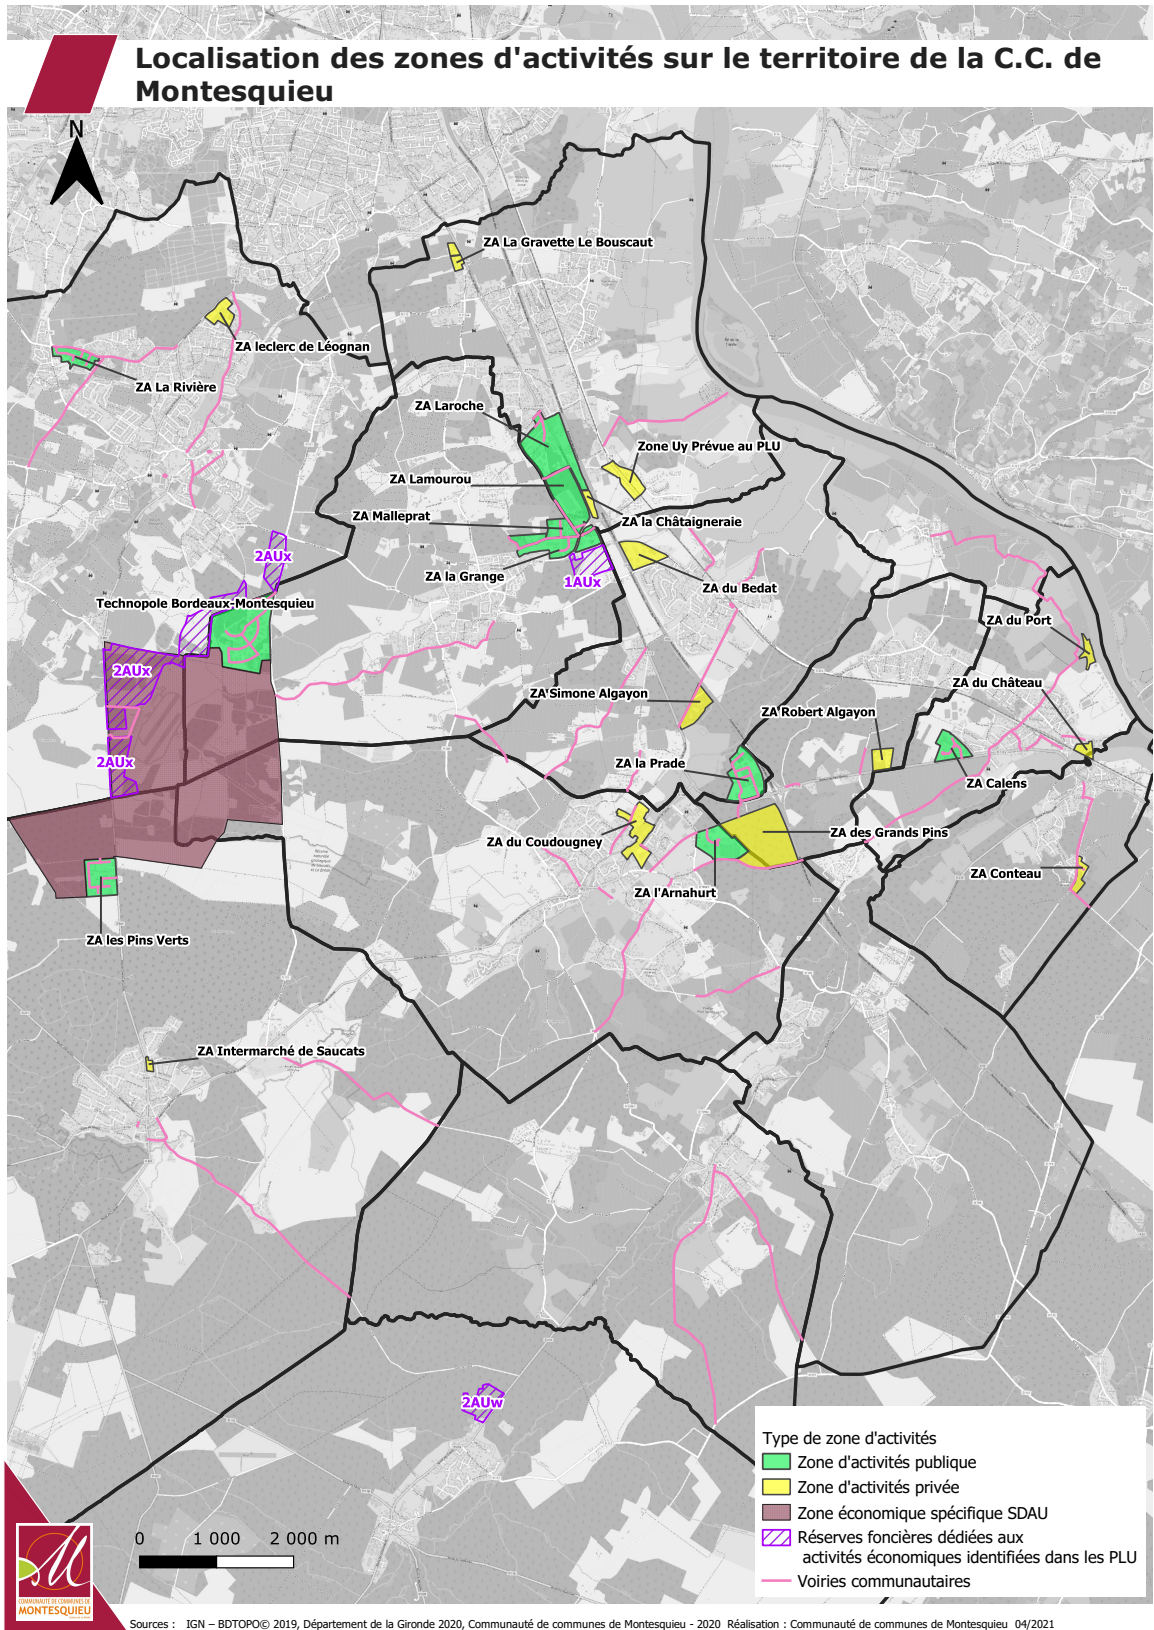 Localisation des zones d'activités sur le territoire de la C.C. de
Montesquieu
N
ZA La Gravette Le Bouscaut
ZA leclerc de Léognan
ZA La Rivière
ZA Laroche
Zone Uy Prévue au PLU
ZA Lamourou
ZA Malleprat
ZA la Châtaigneraie
ZA la Grange
1AUx
ZA du Bedat
2AUx
Technopole Bordeaux-Montesquieu
ZA du Port
2AUx
ZA du Château
ZA Simone Algayon
ZA Robert Algayon
2AUx
ZA la Prade
ZA Calens
ZA du Coudougney
ZA des Grands Pins
ZA Conteau
ZA l'Arnahurt
ZA les Pins Verts
ZA Intermarché de Saucats
2AUw
Type de zone d'activités
Zone d'activités publique
Zone d'activités privée
Zone économique spécifique SDAU
Réserves foncières dédiées aux
activités économiques identifiées dans les PLU
Voiries communautaires
0 1 000 2 000 m
COMMUNAUTÉ DE COMMUNES DE
MONTESQUIEU
Sources : IGN – BDTOPO© 2019, Département de la Gironde 2020, Communauté de communes de Montesquieu - 2020 Réalisation : Communauté de communes de Montesquieu 04/2021